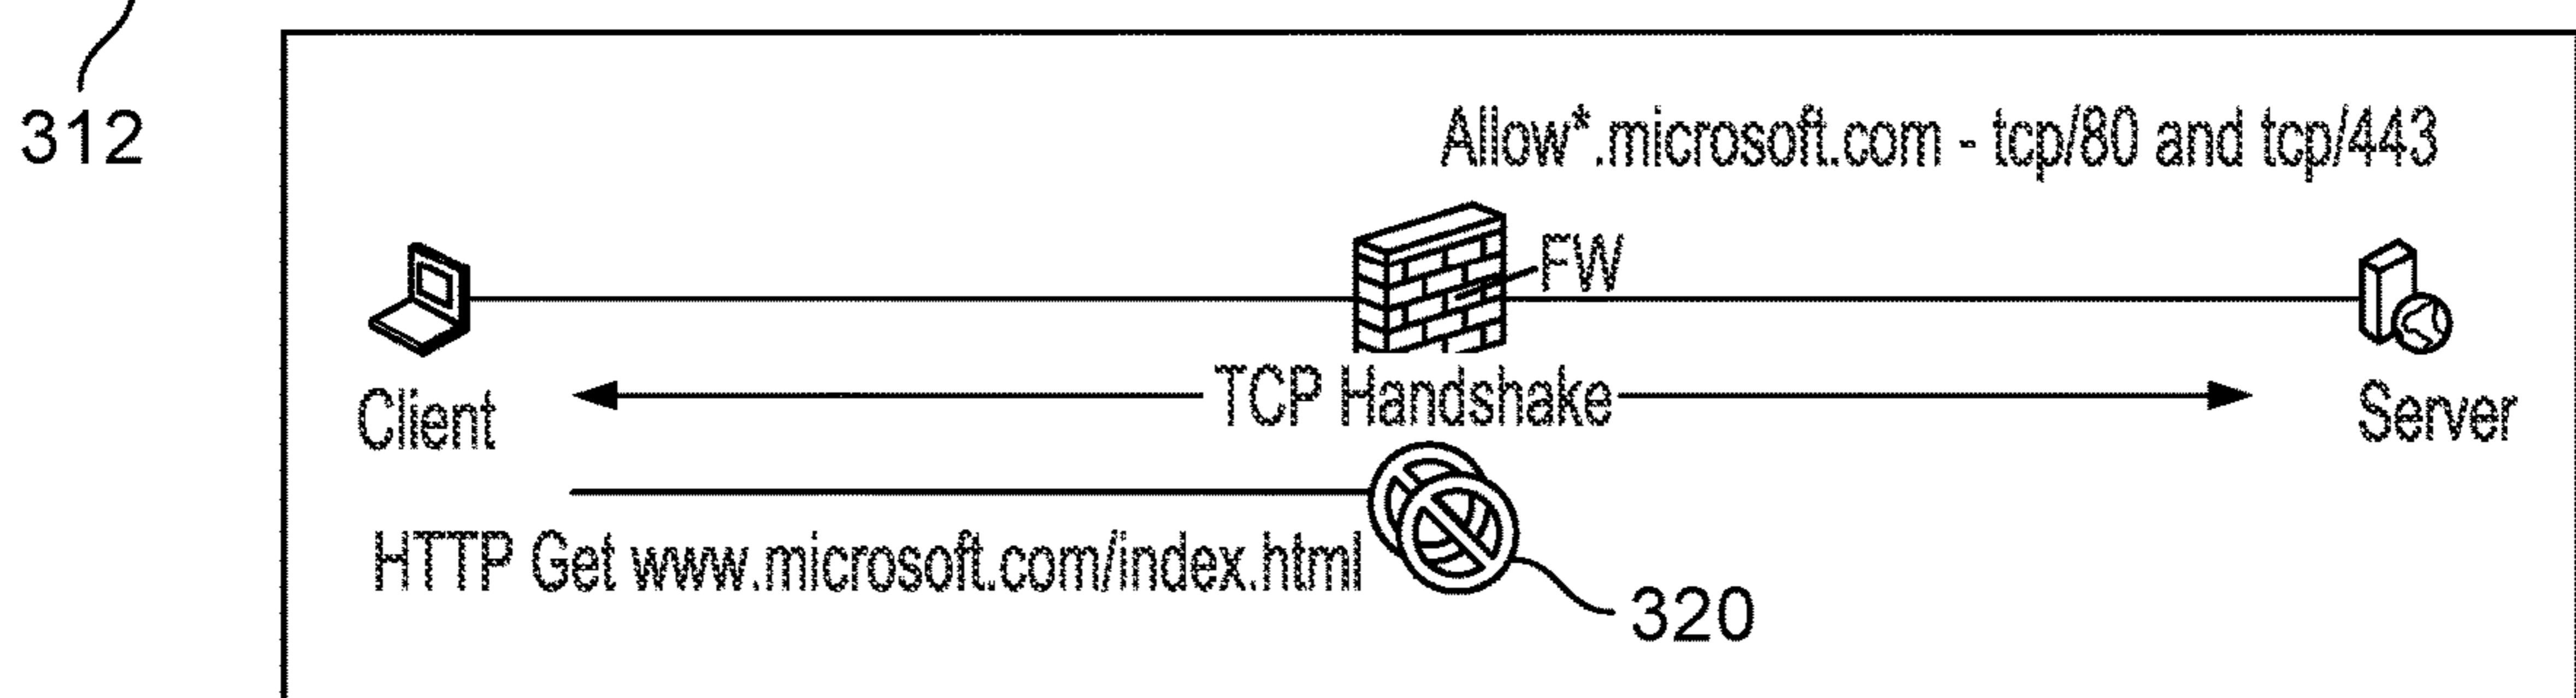 312
Allow*.microsoft.com - tcp/80 and tcp/443
FW
TCP Handshake
Client
Server
HTTP Get www.microsoft.com/index.html
320